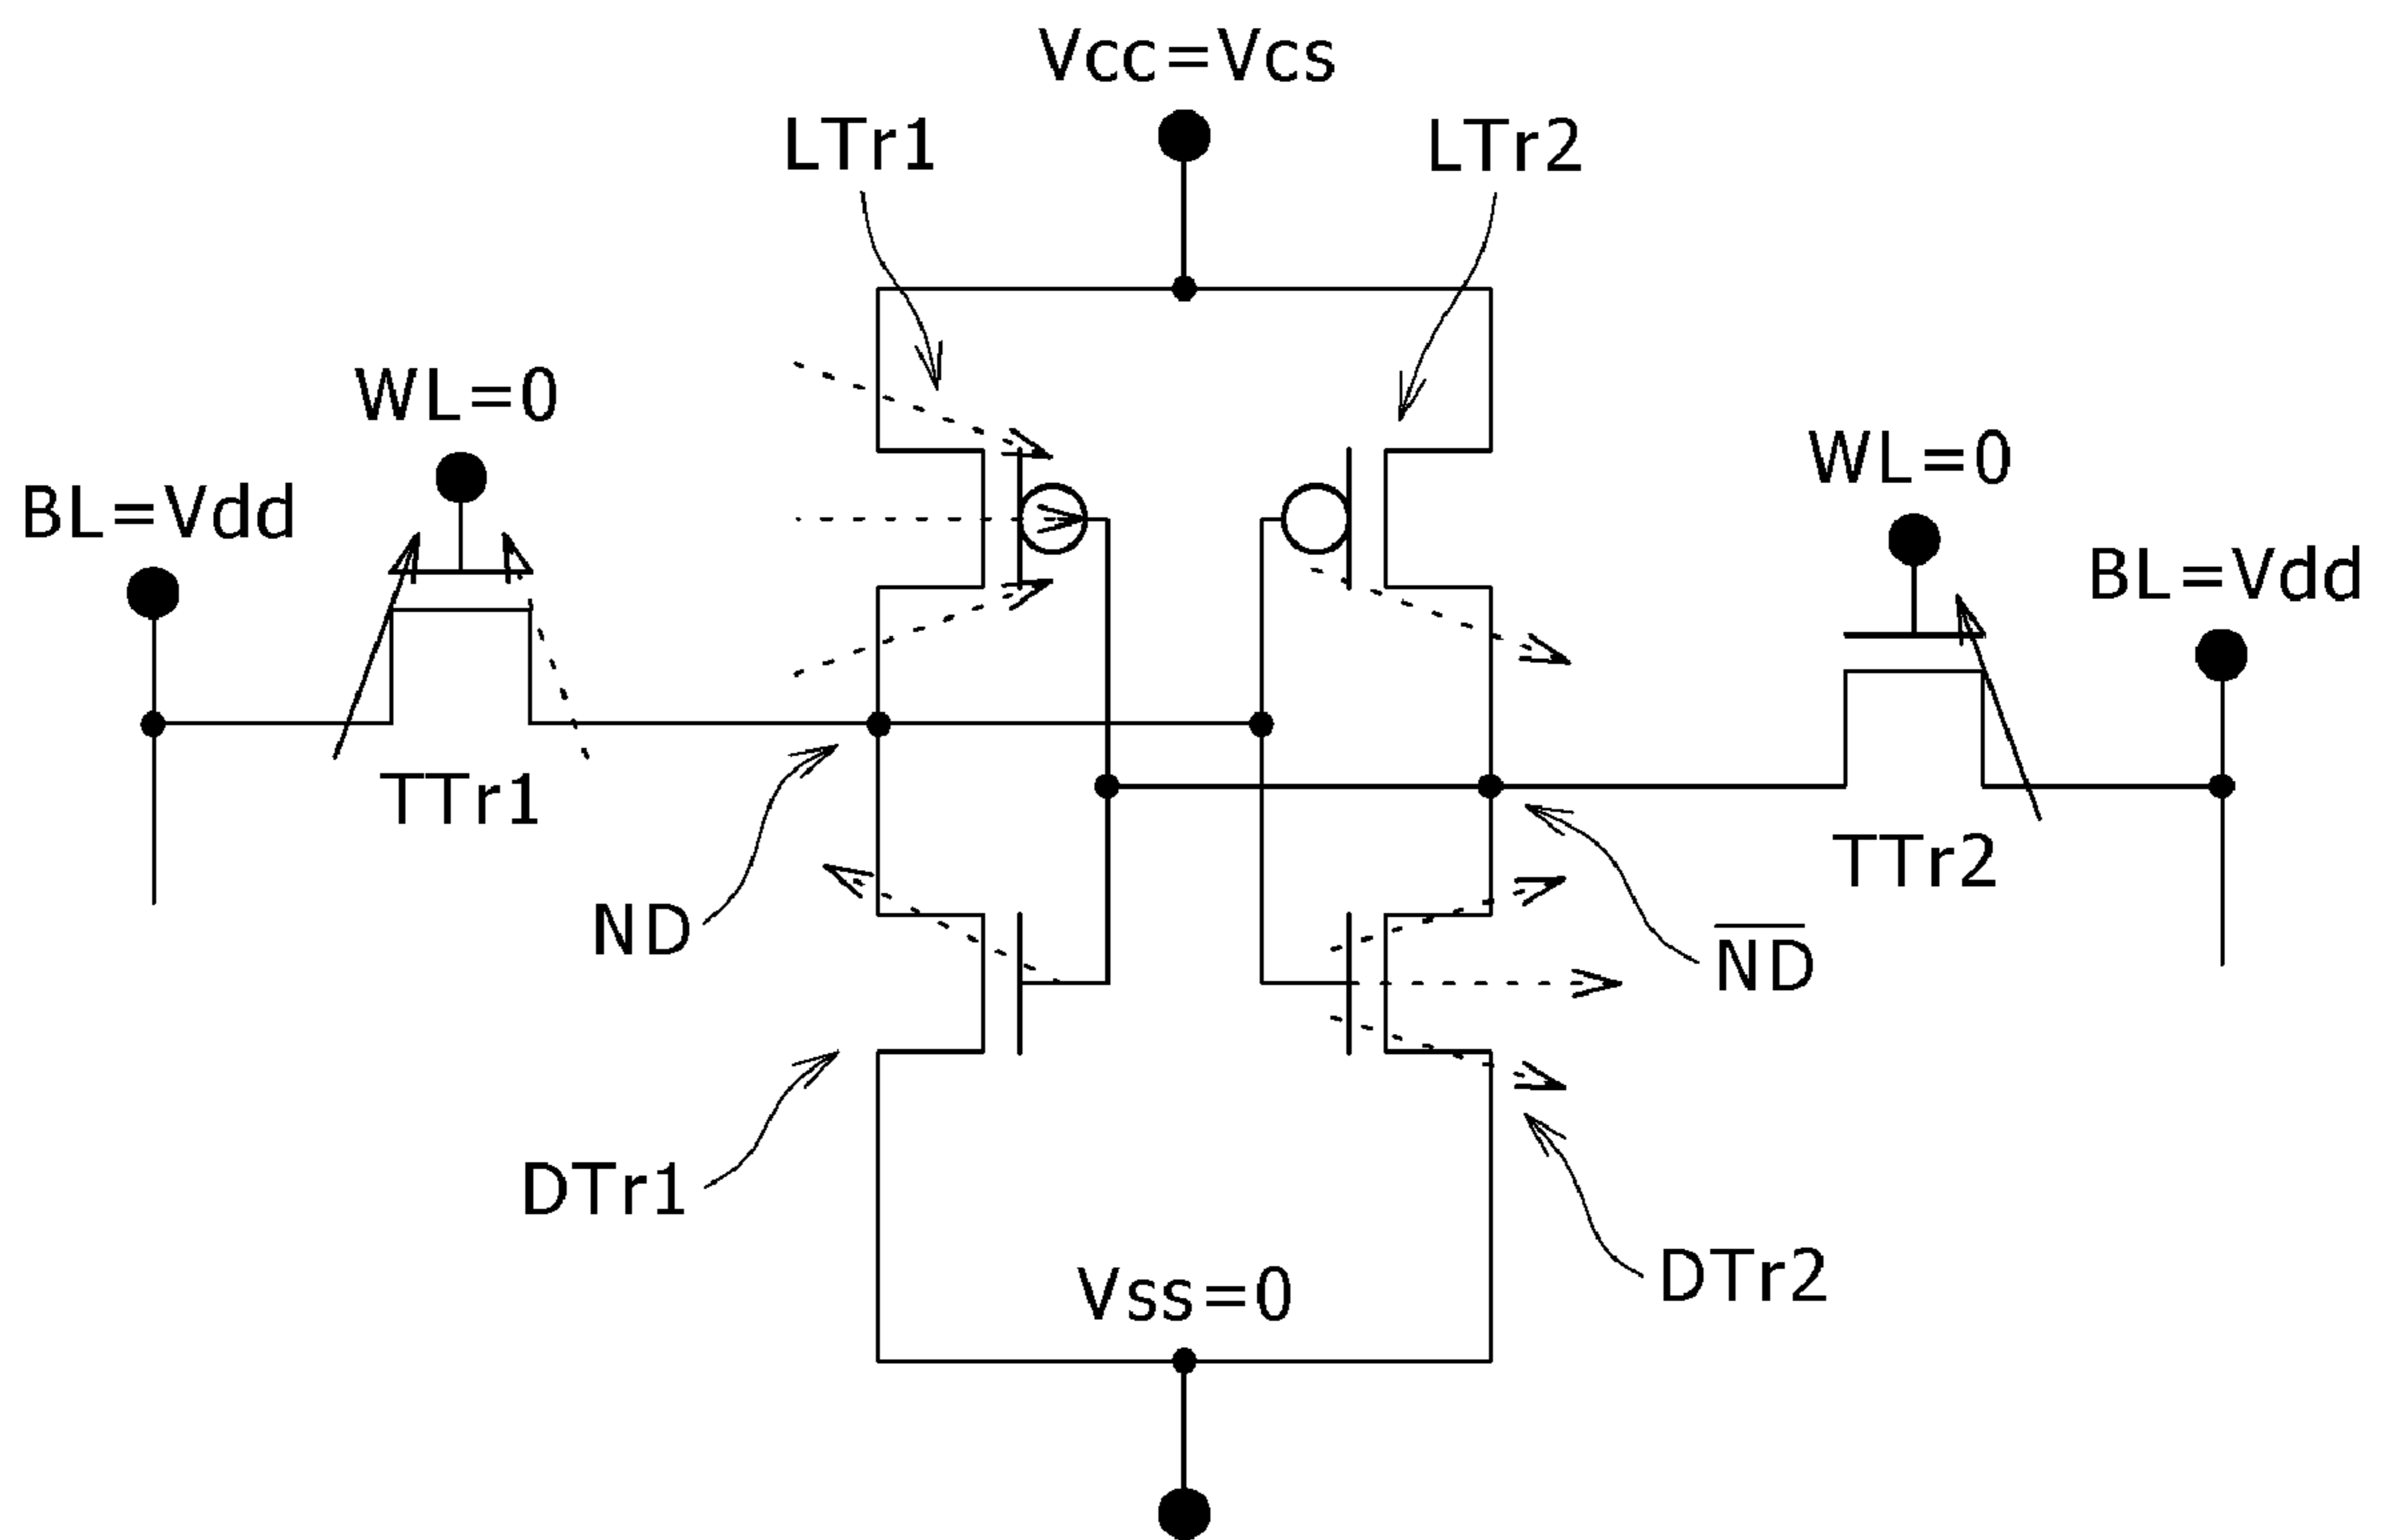 Vcc=Vcs
LTr1
LTr2
WL=0
WL=0
BL=Vdd
BL=Vdd
TTr1
TTr2
ND
N̅D̅
DTr1
DTr2
Vss=0